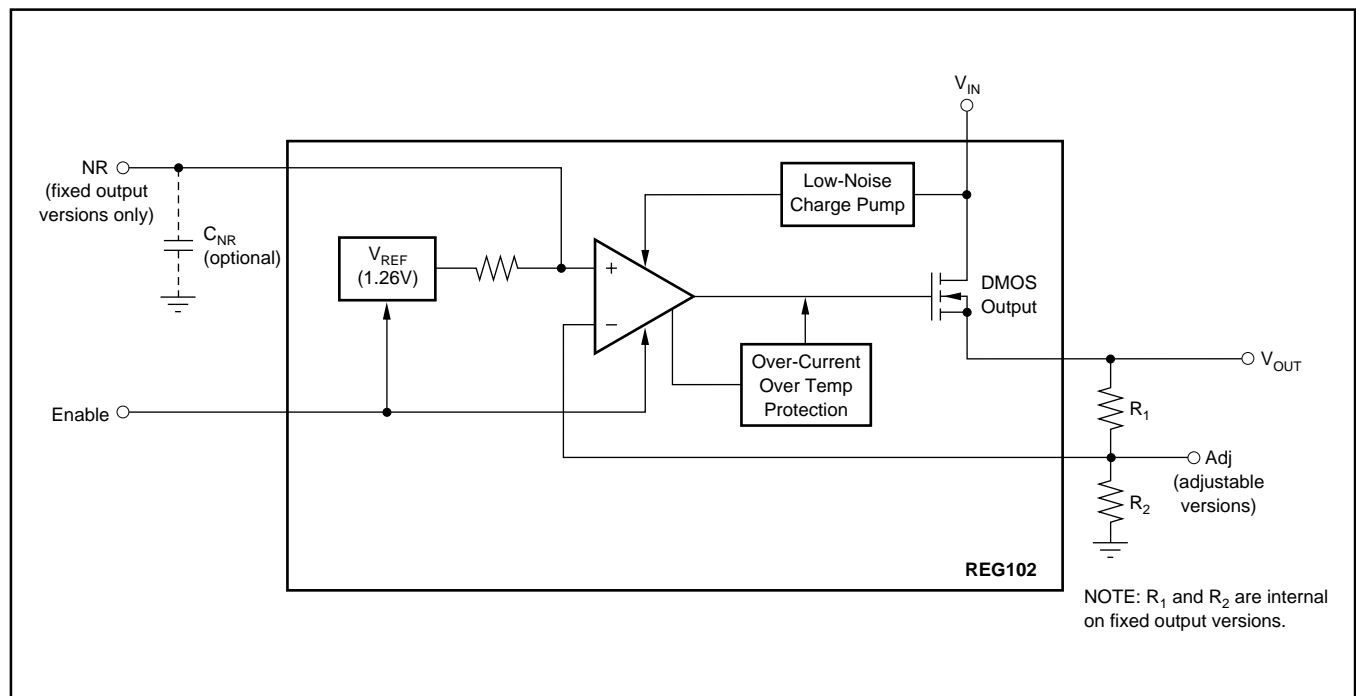 V_IN
NR
(fixed output
versions only)
C_NR
(optional)
Low-Noise
Charge Pump
V_REF
(1.26V)
+
−
DMOS
Output
Over-Current
Over Temp
Protection
V_OUT
R_1
Enable
Adj
(adjustable
versions)
R_2
REG102
NOTE: R_1 and R_2 are internal
on fixed output versions.